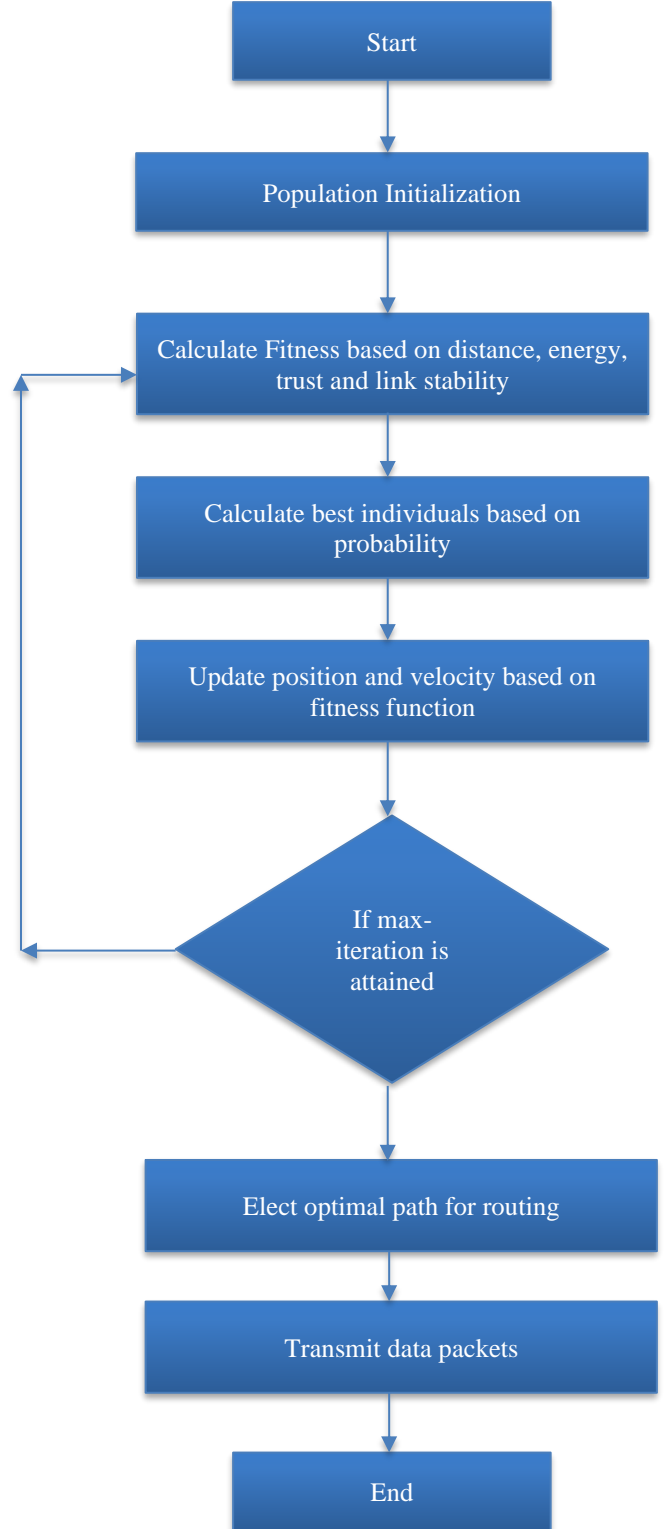 Start
Population Initialization
Calculate Fitness based on distance, energy,
trust and link stability
Calculate best individuals based on
probability
Update position and velocity based on
fitness function
If max-
iteration is
attained
Elect optimal path for routing
Transmit data packets
End